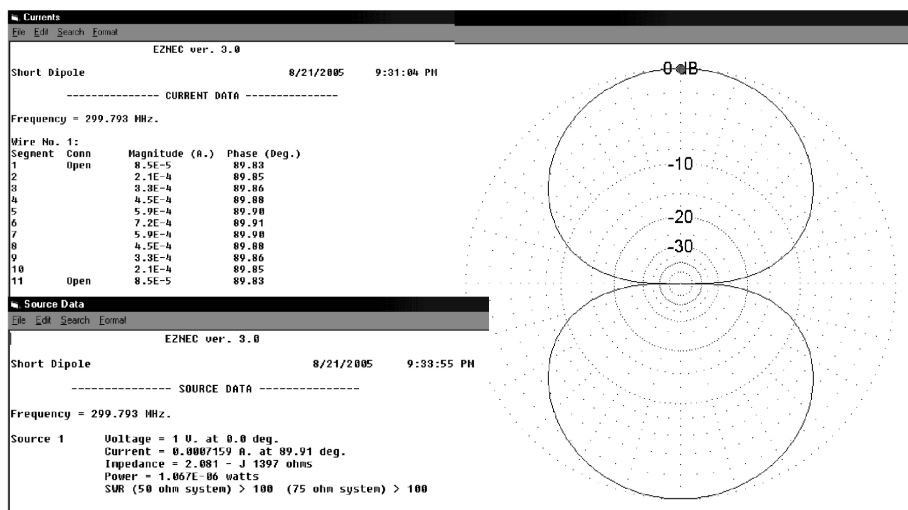 Currents
File Edit Search Format
EZNEC ver. 3.0
Short Dipole 8/21/2005 9:31:04 PM
--------------- CURRENT DATA ---------------
Frequency = 299.793 MHz.
Wire No. 1:
Segment Conn Magnitude (A.) Phase (Deg.)
1 Open 8.5E-5 89.83
2 2.1E-4 89.85
3 3.3E-4 89.86
4 4.5E-4 89.88
5 5.9E-4 89.90
6 7.2E-4 89.91
7 5.9E-4 89.90
8 4.5E-4 89.88
9 3.3E-4 89.86
10 2.1E-4 89.85
11 Open 8.5E-5 89.83
Source Data
File Edit Search Format
EZNEC ver. 3.0
Short Dipole 8/21/2005 9:33:55 PM
--------------- SOURCE DATA ---------------
Frequency = 299.793 MHz.
Source 1 Voltage = 1 V. at 0.0 deg.
Current = 0.0007159 A. at 89.91 deg.
Impedance = 2.081 - J 1397 ohms
Power = 1.067E-06 watts
SWR (50 ohm system) > 100 (75 ohm system) > 100
0 dB
-10
-20
-30